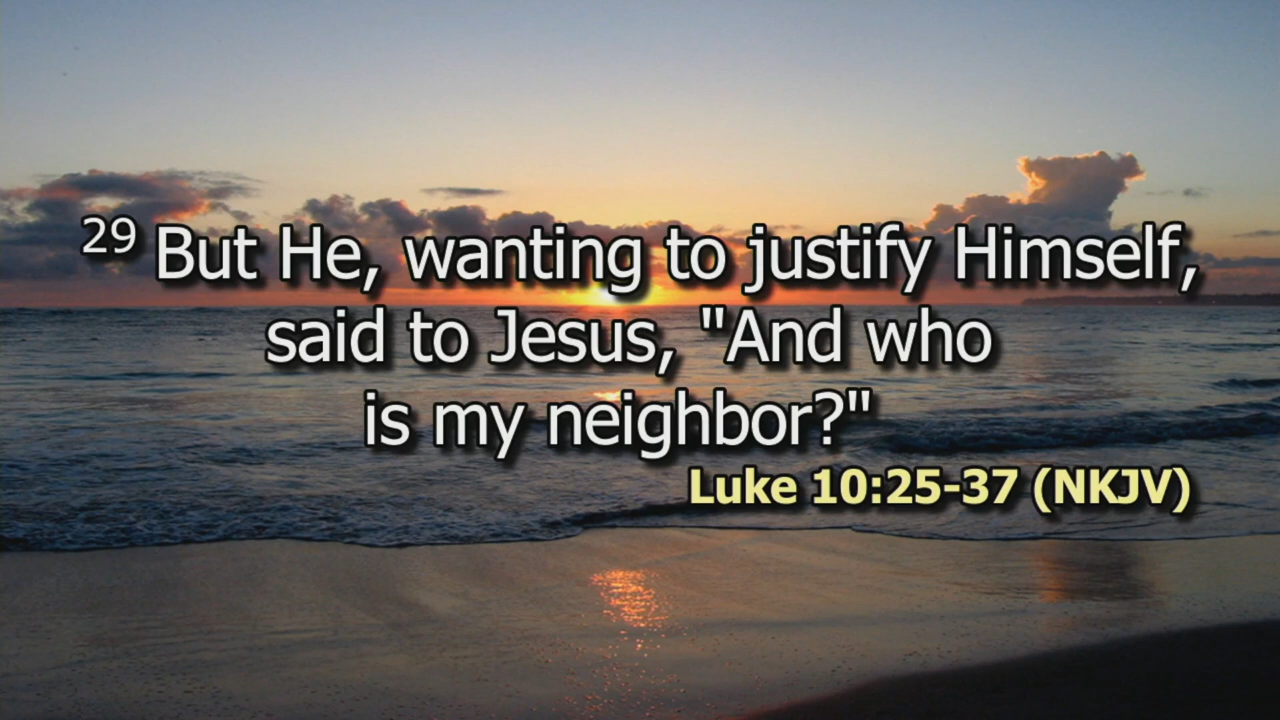 29 But He, wanting to justify Himself,
said to Jesus, "And who
is my neighbor?"
Luke 10:25-37 (NKJV)